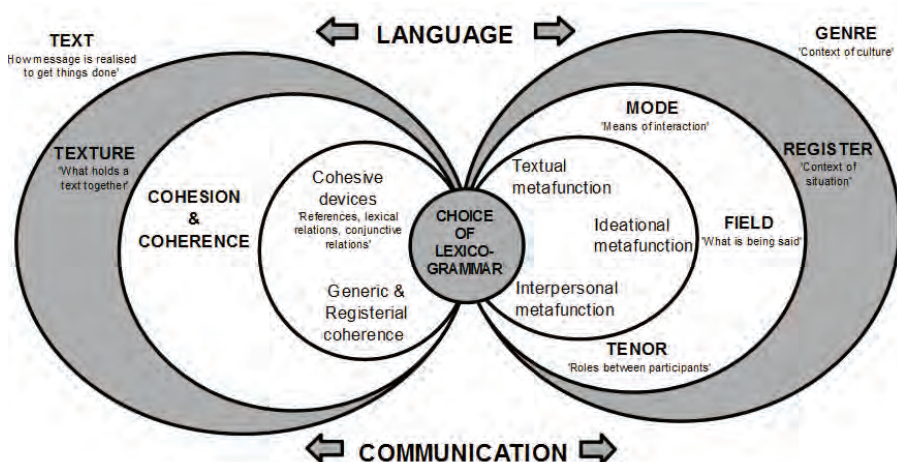 LANGUAGE
TEXT
How message is realised
to get things done'
GENRE
'Context of culture'
MODE
'Means of interaction'
TEXTURE
'What holds a
text together'
REGISTER
'Context of
situation'
COHESION
&
COHERENCE
Cohesive
devices
'References, lexical
relations, conjunctive
relations'
Generic &
Registerial
coherence
CHOICE
OF
LEXICO-
GRAMMAR
Textual
metafunction
Ideational
metafunction
Interpersonal
metafunction
FIELD
'What is being said'
TENOR
'Roles between participants'
COMMUNICATION